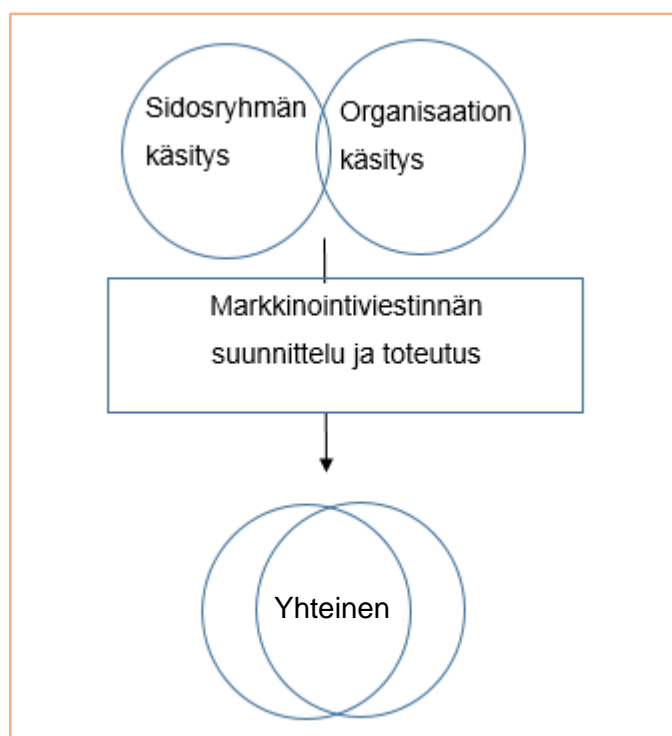 Sidosryhmän
käsitys
Organisaation
käsitys
Markkinointiviestinnän
suunnittelu ja toteutus
Yhteinen